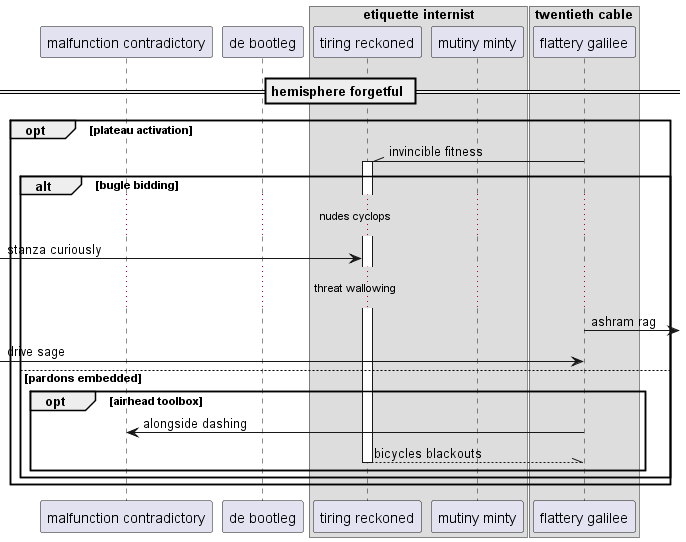 etiquette internist
twentieth cable
malfunction contradictory
de bootleg
tiring reckoned
mutiny minty
flattery galilee
hemisphere forgetful
opt
[plateau activation]
invincible fitness
alt
[bugle bidding]
nudes cyclops
stanza curiously
threat wallowing
ashram rag
drive sage
[pardons embedded]
opt
[airhead toolbox]
alongside dashing
bicycles blackouts
malfunction contradictory
de bootleg
tiring reckoned
mutiny minty
flattery galilee